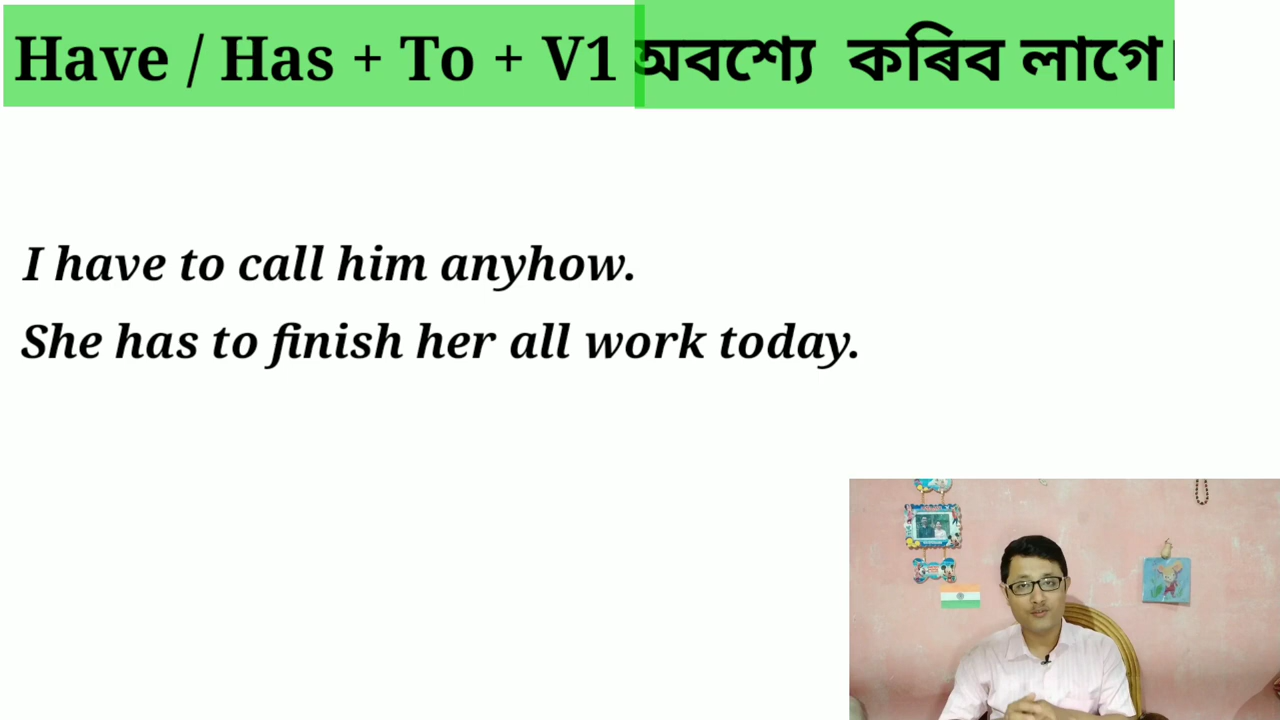 Have / Has + To + V1 অবশ্যে কৰিব লাগে।
I have to call him anyhow.
She has to finish her all work today.